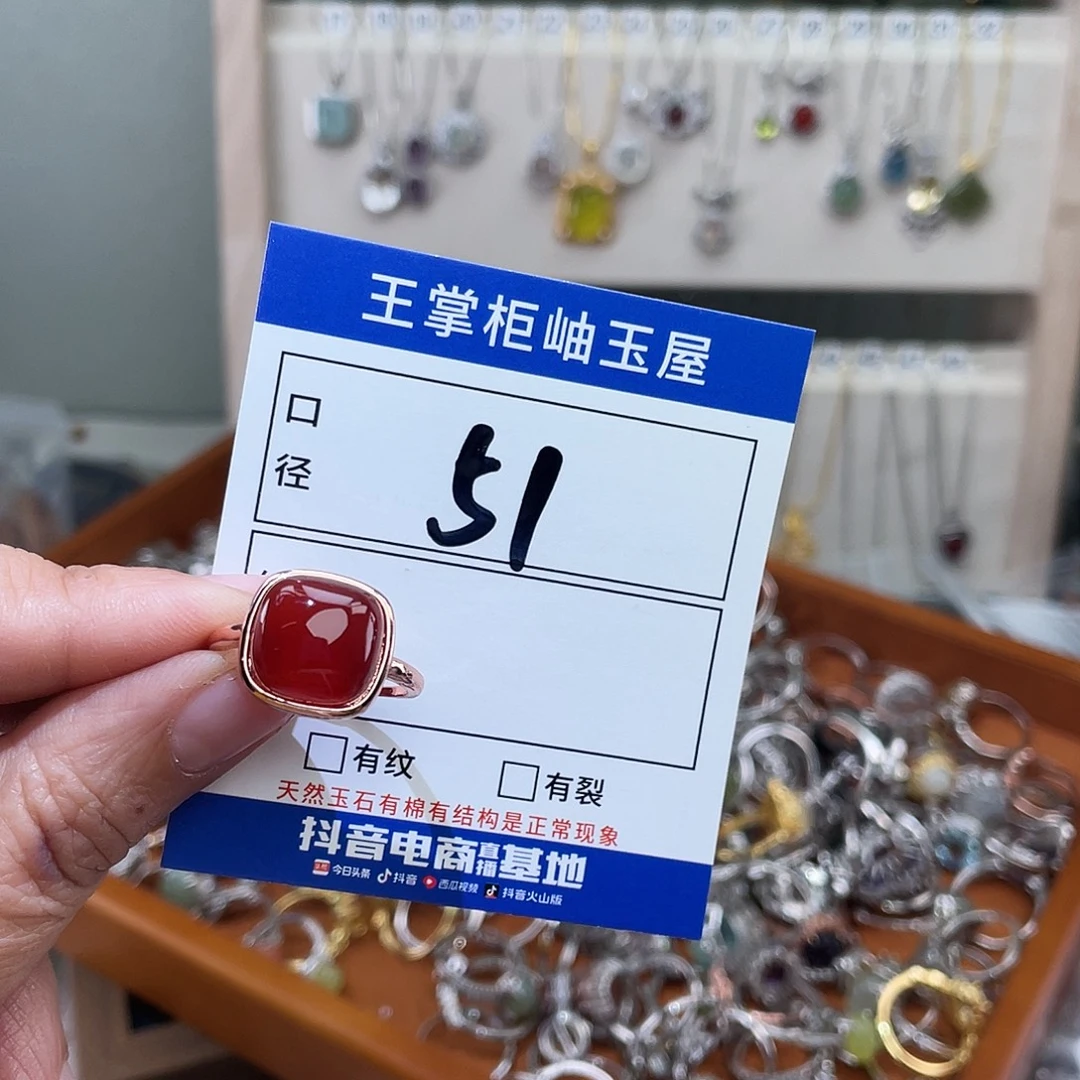 王掌柜岫玉屋
口径
51
有纹 有裂
天然玉石有棉有结构是正常现象
抖音电商直播基地
今日头条 抖音 西瓜视频 抖音火山版